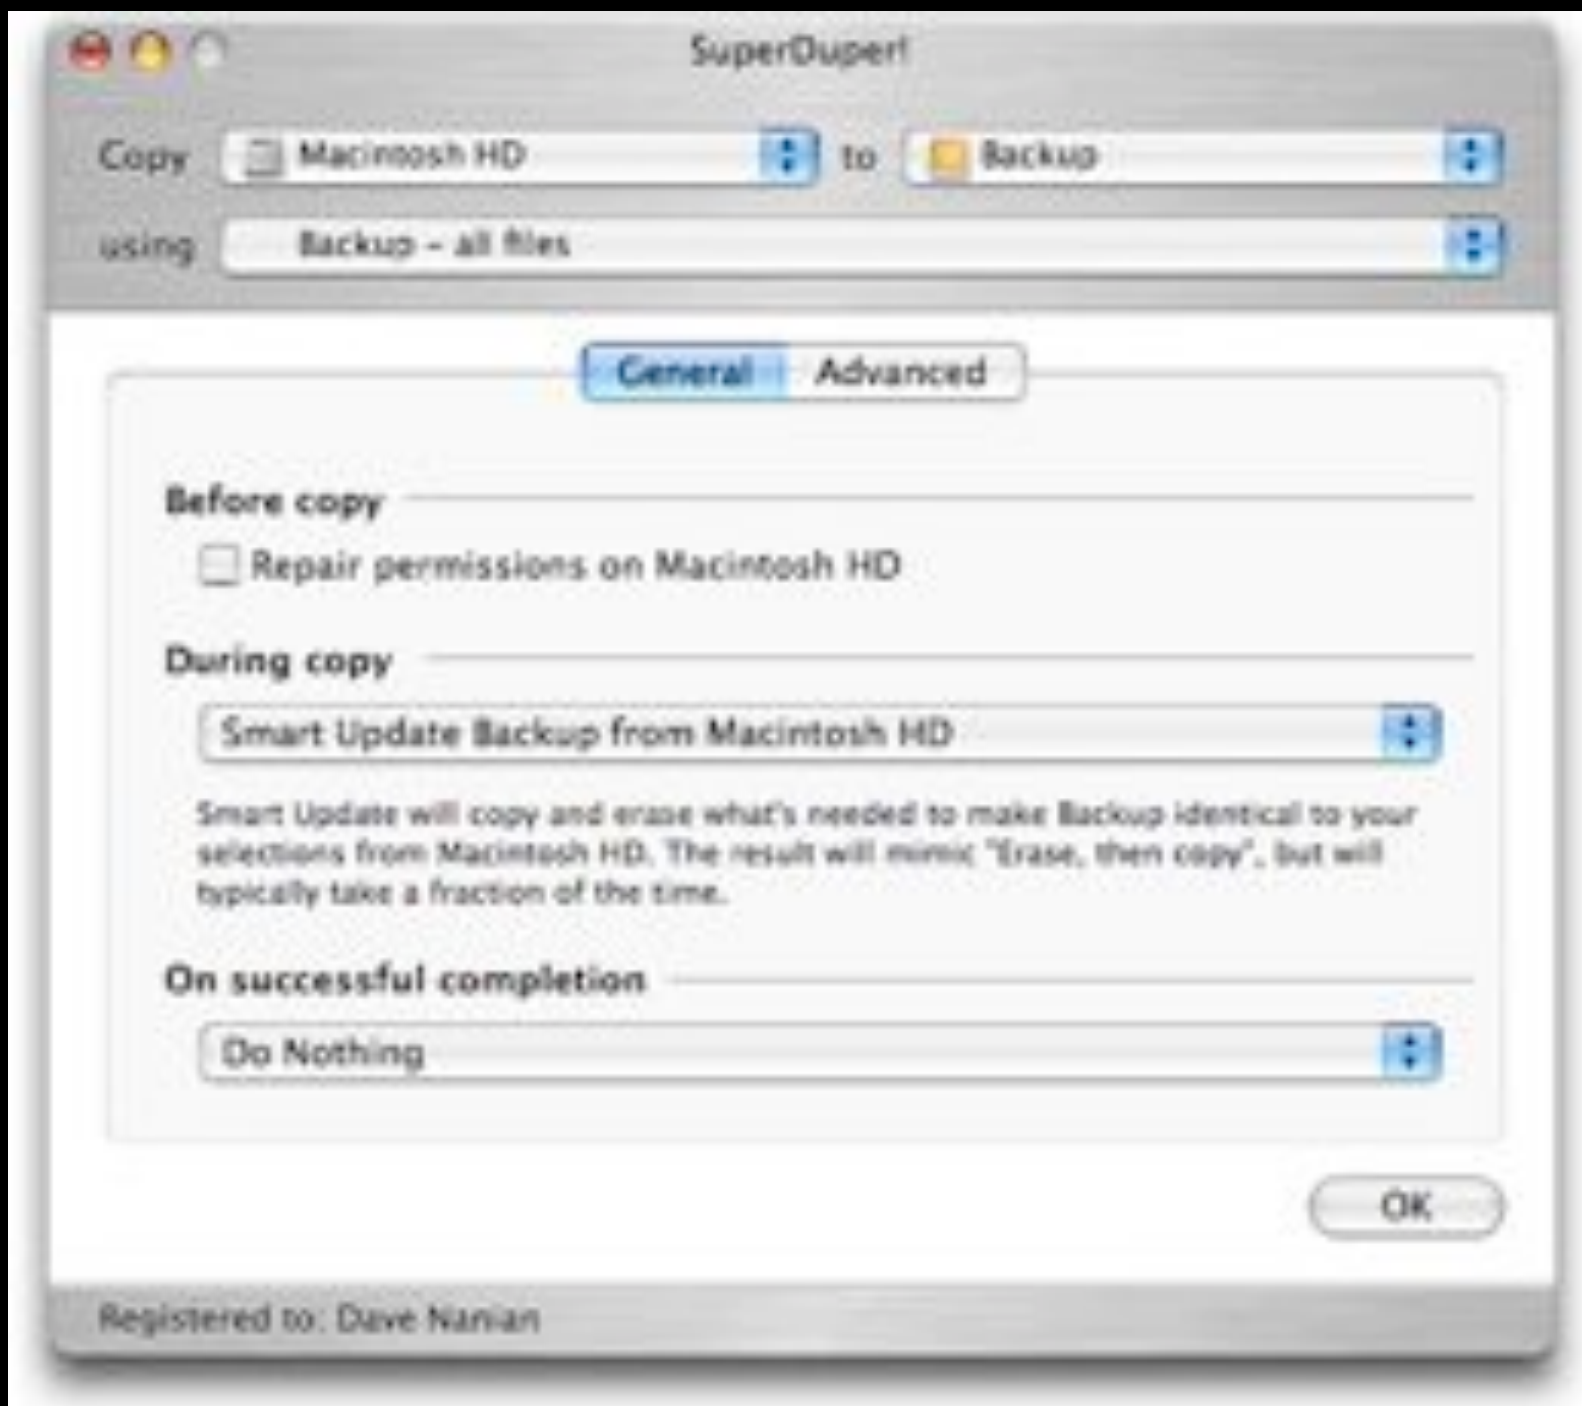 SuperDuper!
Copy Macintosh HD to Backup
using Backup - all files
General Advanced
Before copy
Repair permissions on Macintosh HD
During copy
Smart Update Backup from Macintosh HD
Smart Update will copy and erase what's needed to make Backup identical to your
selections from Macintosh HD. The result will mimic "Erase, then copy", but will
typically take a fraction of the time.
On successful completion
Do Nothing
OK
Registered to: Dave Nanian